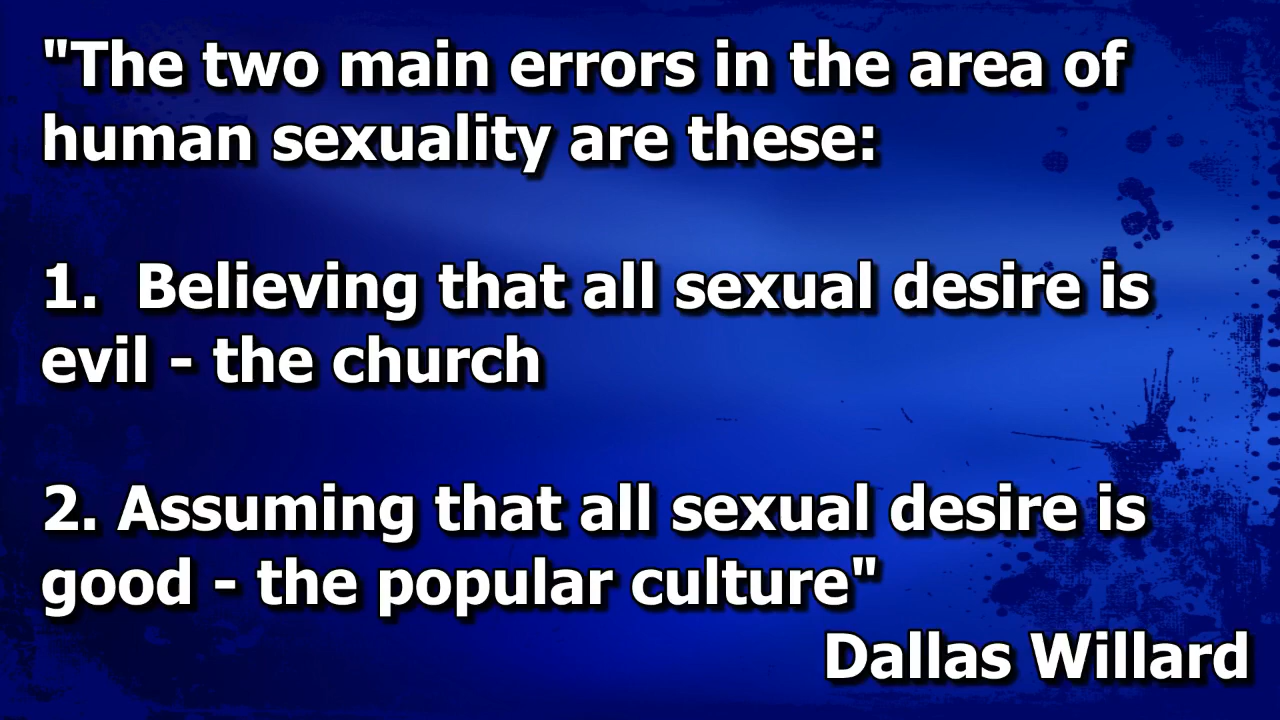 "The two main errors in the area of
human sexuality are these:
1.  Believing that all sexual desire is
evil - the church
2. Assuming that all sexual desire is
good - the popular culture"
Dallas Willard